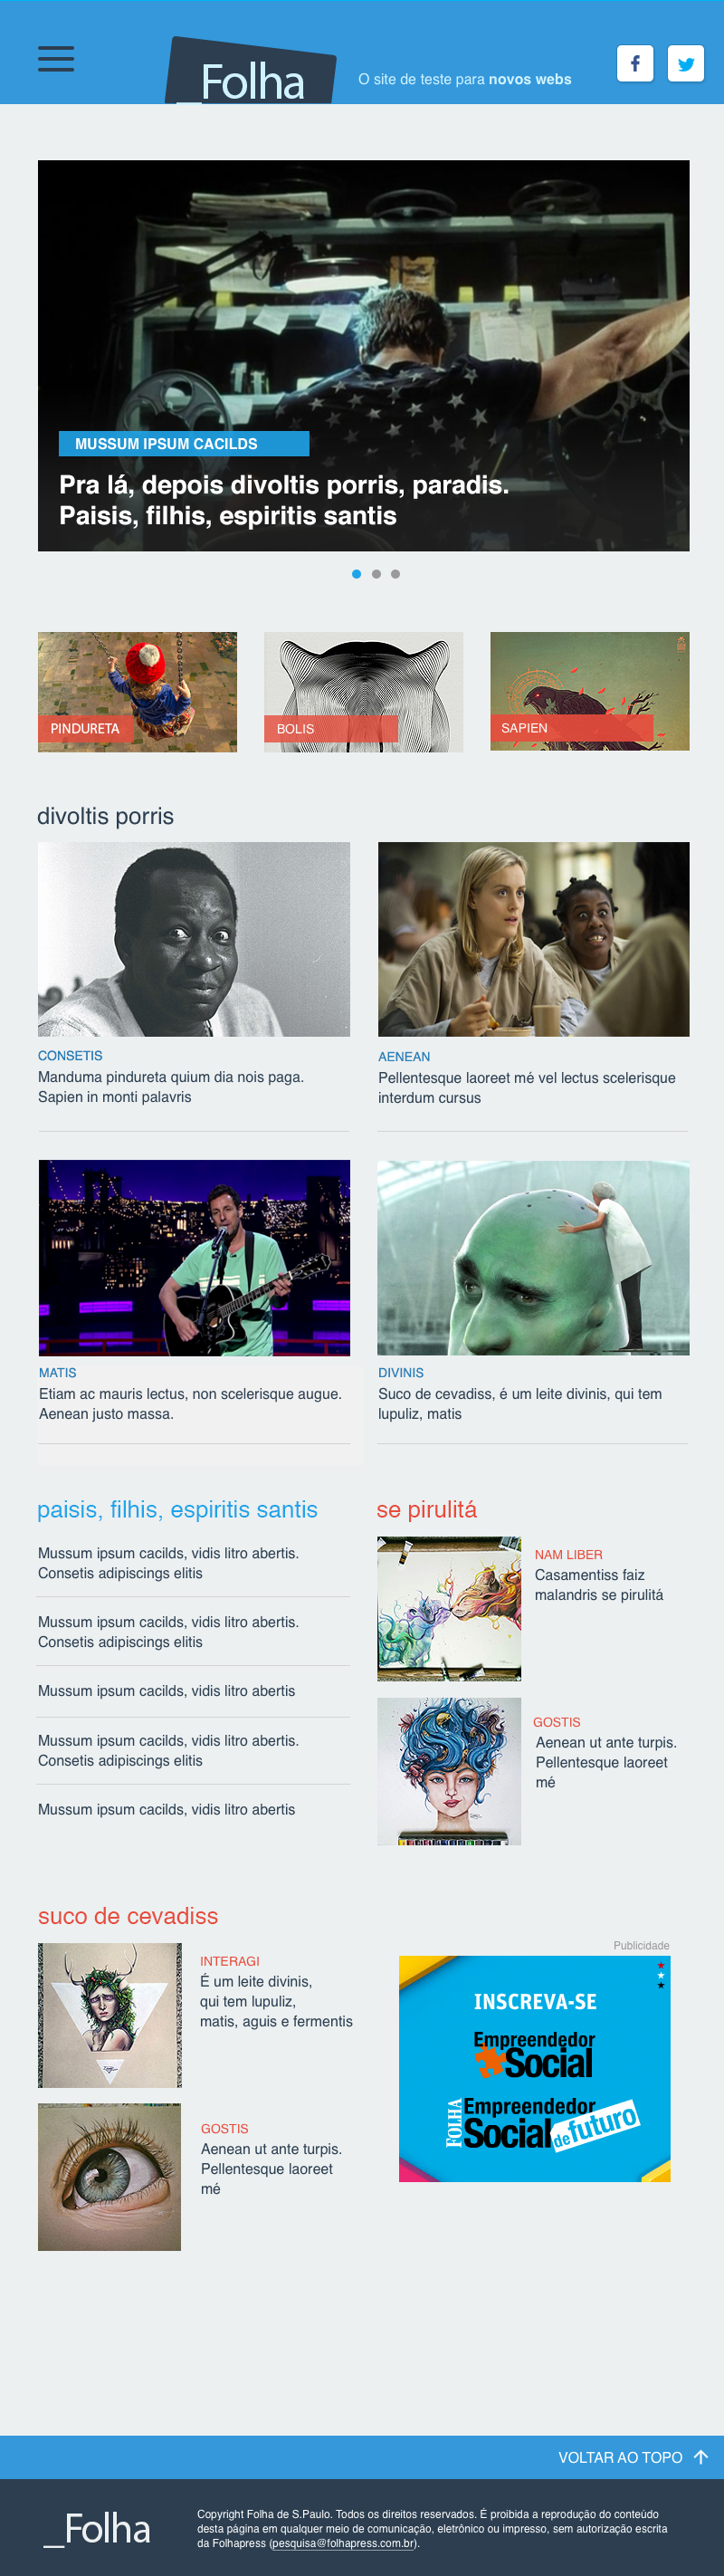 _Folha
O site de teste para novos webs
MUSSUM IPSUM CACILDS
Pra lá, depois divoltis porris, paradis.
Paisis, filhis, espiritis santis
PINDURETA
BOLIS
SAPIEN
divoltis porris
CONSETIS
Manduma pindureta quium dia nois paga.
Sapien in monti palavris
AENEAN
Pellentesque laoreet mé vel lectus scelerisque
interdum cursus
MATIS
Etiam ac mauris lectus, non scelerisque augue.
Aenean justo massa.
DIVINIS
Suco de cevadiss, é um leite divinis, qui tem
lupuliz, matis
paisis, filhis, espiritis santis
Mussum ipsum cacilds, vidis litro abertis.
Consetis adipiscings elitis
Mussum ipsum cacilds, vidis litro abertis.
Consetis adipiscings elitis
Mussum ipsum cacilds, vidis litro abertis
Mussum ipsum cacilds, vidis litro abertis.
Consetis adipiscings elitis
Mussum ipsum cacilds, vidis litro abertis
se pirulitá
NAM LIBER
Casamentiss faiz
malandris se pirulitá
GOSTIS
Aenean ut ante turpis.
Pellentesque laoreet
mé
suco de cevadiss
INTERAGI
É um leite divinis,
qui tem lupuliz,
matis, aguis e fermentis
GOSTIS
Aenean ut ante turpis.
Pellentesque laoreet
mé
Publicidade
INSCREVA-SE
Empreendedor
Social
FOLHA
Empreendedor
Social
de futuro
VOLTAR AO TOPO
_Folha
Copyright Folha de S.Paulo. Todos os direitos reservados. É proibida a reprodução do conteúdo
desta página em qualquer meio de comunicação, eletrônico ou impresso, sem autorização escrita
da Folhapress (pesquisa@folhapress.com.br).